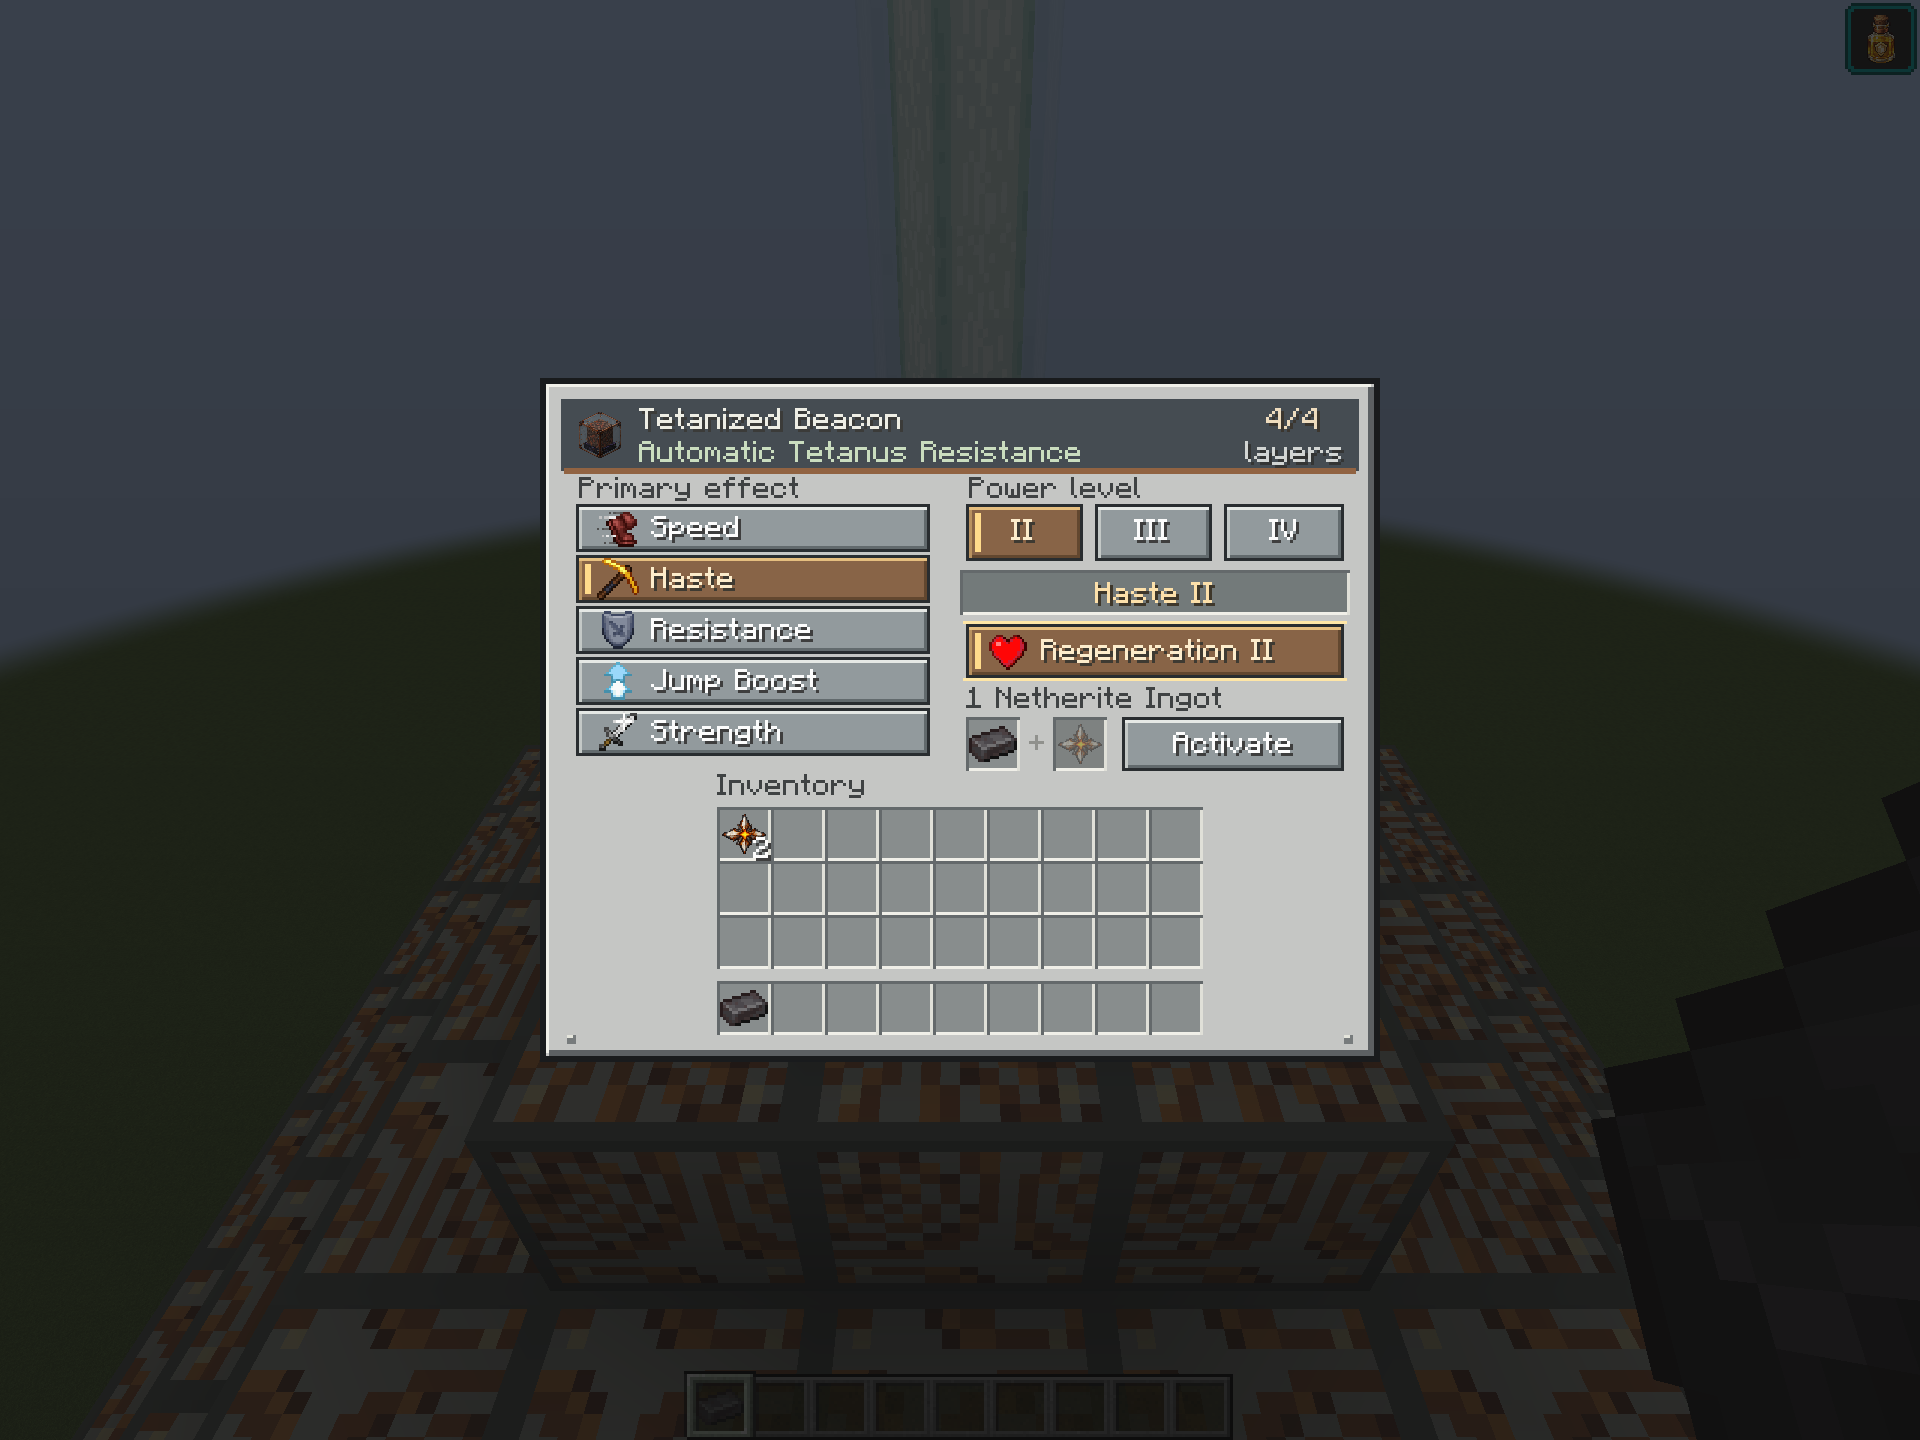 Tetanized Beacon
4/4
Automatic Tetanus Resistance
layers
Primary effect
Power level
Speed
II
III
IV
Haste
Haste II
Resistance
Regeneration II
Jump Boost
1 Netherite Ingot
Strength
+
Activate
Inventory
2